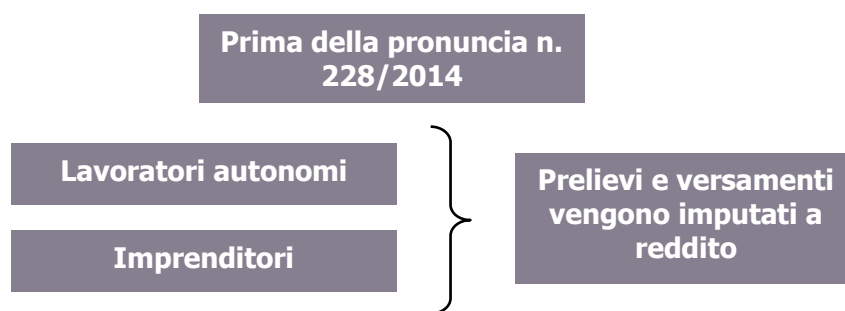 Prima della pronuncia n.
228/2014
Lavoratori autonomi
Imprenditori
Prelievi e versamenti
vengono imputati a
reddito